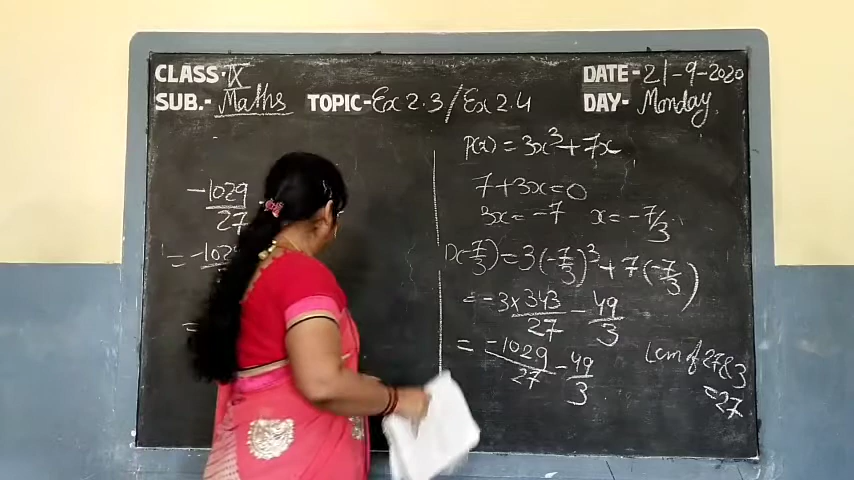 CLASS-IX
SUB.- Maths
TOPIC-Ex 2.3/Ex 2.4
DATE-21-9-2020
DAY- Monday
-1029
27
= -1029
=
p(x) = 3x³+7x
7+3x=0
3x=-7 x=-7/3
p(-7/3)=3(-7/3)³+7(-7/3)
= -3×343/27 - 49/3
= -1029/27 - 49/3
Lcm of 27&3
=27